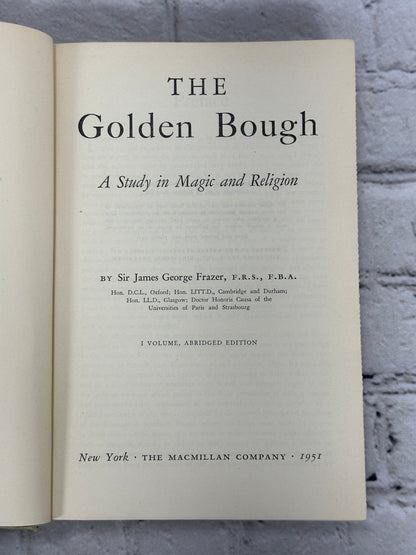 THE
Golden Bough
A Study in Magic and Religion
BY Sir James George Frazer, F.R.S., F.B.A.
Hon. D.C.L., Oxford; Hon. LITT.D., Cambridge and Durham;
Hon. LL.D., Glasgow; Doctor Honoris Causa of the
Universities of Paris and Strasbourg
I VOLUME, ABRIDGED EDITION
New York · THE MACMILLAN COMPANY · 1951